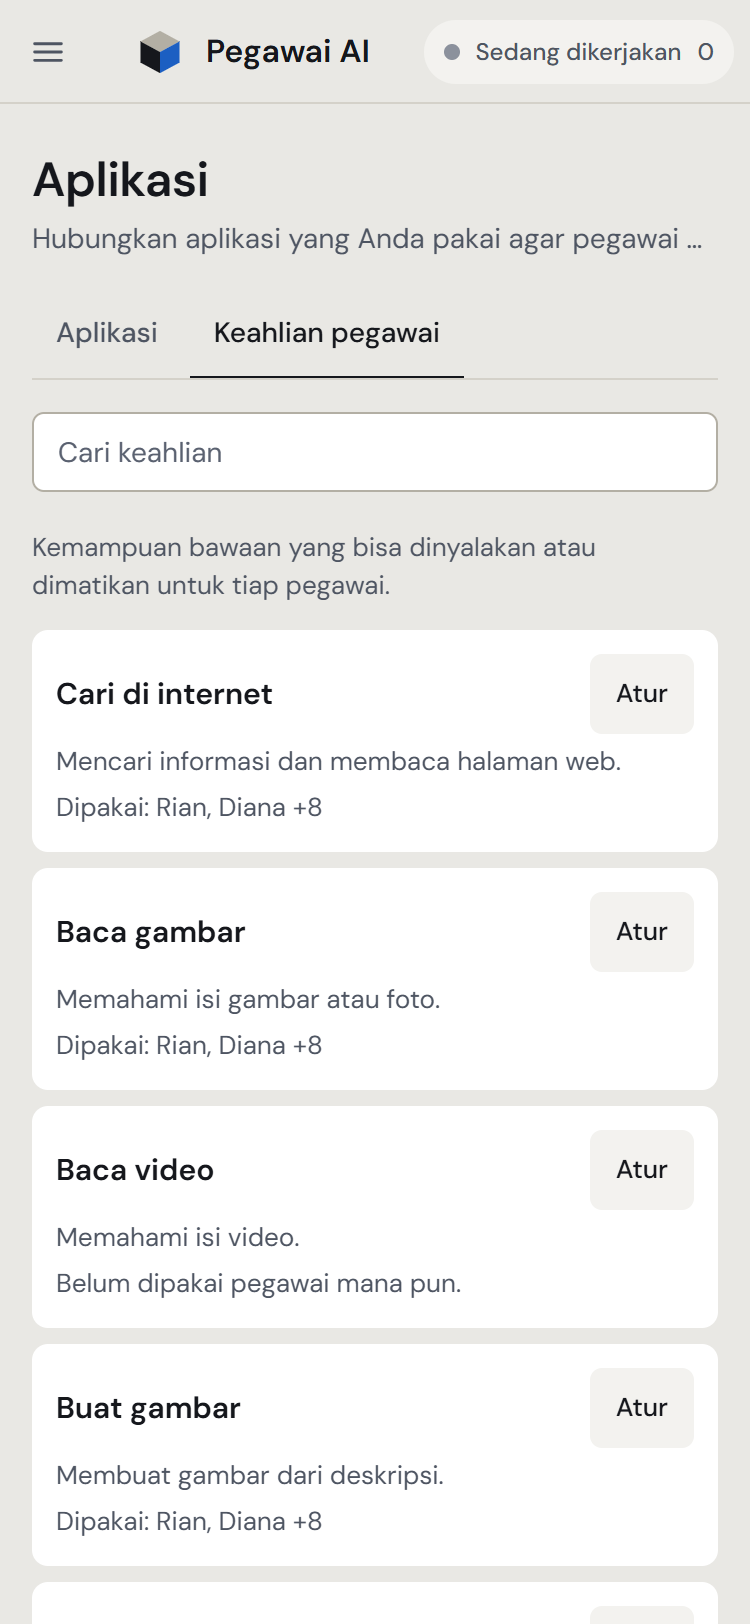 Pegawai AI
Sedang dikerjakan 0
Aplikasi
Hubungkan aplikasi yang Anda pakai agar pegawai ...
Aplikasi
Keahlian pegawai
Cari keahlian
Kemampuan bawaan yang bisa dinyalakan atau
dimatikan untuk tiap pegawai.
Cari di internet
Atur
Mencari informasi dan membaca halaman web.
Dipakai: Rian, Diana +8
Baca gambar
Atur
Memahami isi gambar atau foto.
Dipakai: Rian, Diana +8
Baca video
Atur
Memahami isi video.
Belum dipakai pegawai mana pun.
Buat gambar
Atur
Membuat gambar dari deskripsi.
Dipakai: Rian, Diana +8